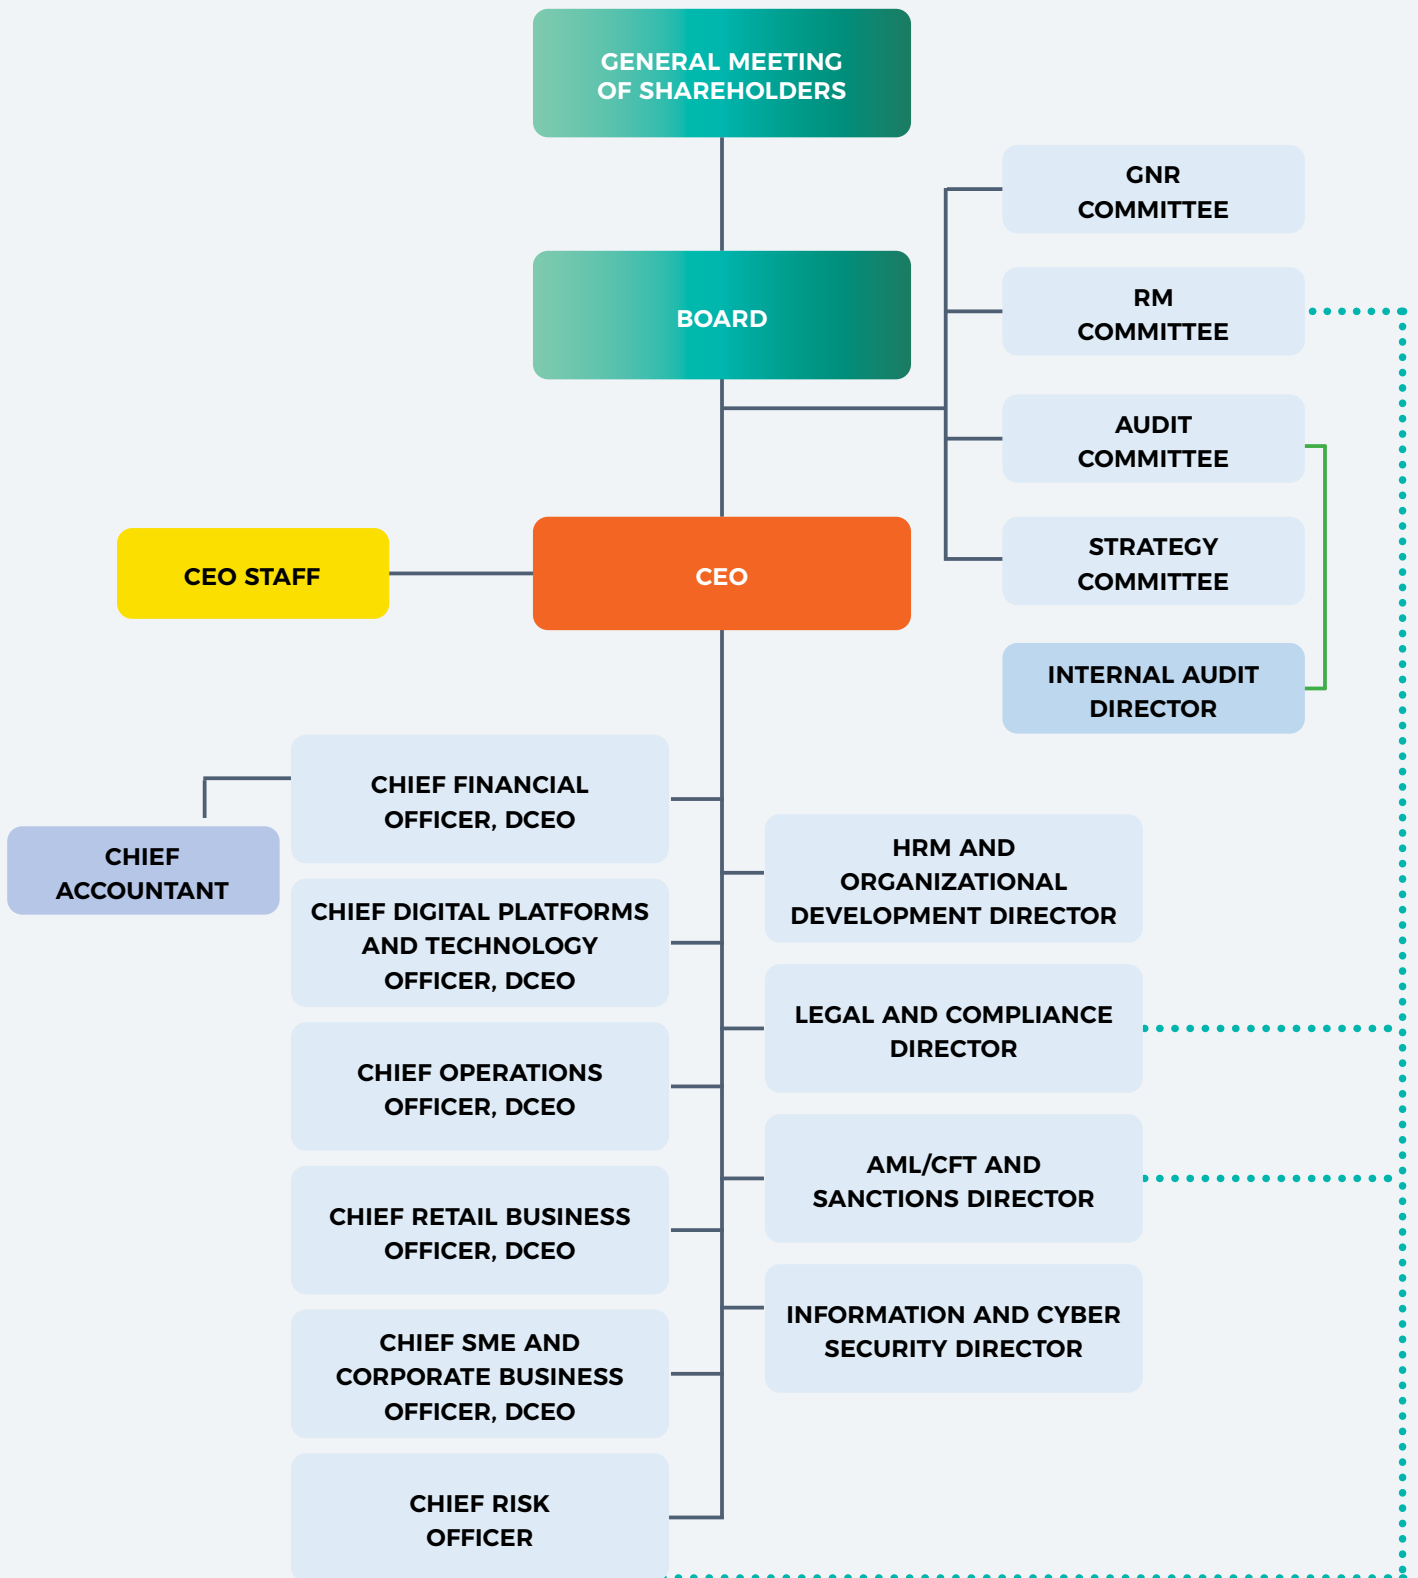 GENERAL MEETING
OF SHAREHOLDERS
GNR
COMMITTEE
BOARD
RM
COMMITTEE
AUDIT
COMMITTEE
CEO STAFF
CEO
STRATEGY
COMMITTEE
INTERNAL AUDIT
DIRECTOR
CHIEF FINANCIAL
OFFICER, DCEO
CHIEF
ACCOUNTANT
HRM AND
ORGANIZATIONAL
DEVELOPMENT DIRECTOR
CHIEF DIGITAL PLATFORMS
AND TECHNOLOGY
OFFICER, DCEO
LEGAL AND COMPLIANCE
DIRECTOR
CHIEF OPERATIONS
OFFICER, DCEO
AML/CFT AND
SANCTIONS DIRECTOR
CHIEF RETAIL BUSINESS
OFFICER, DCEO
INFORMATION AND CYBER
SECURITY DIRECTOR
CHIEF SME AND
CORPORATE BUSINESS
OFFICER, DCEO
CHIEF RISK
OFFICER